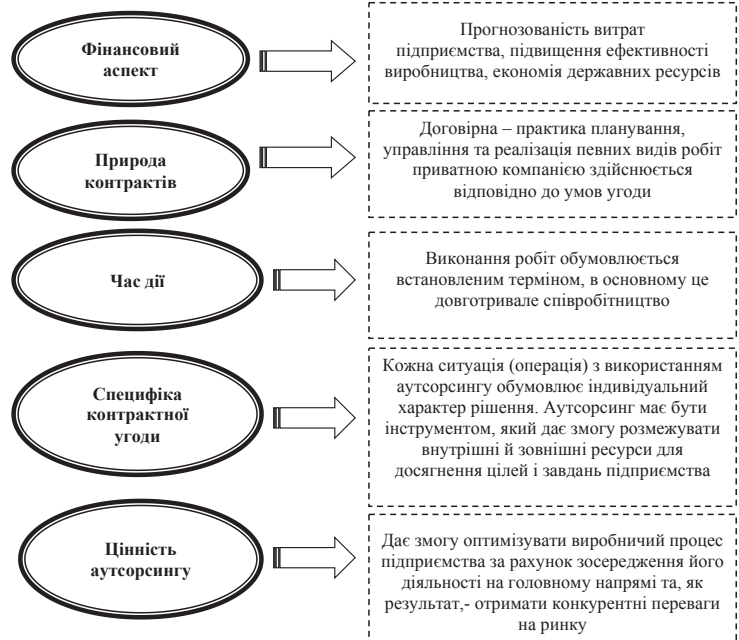 Фінансовий
аспект
Прогнозованість витрат
підприємства, підвищення ефективності
виробництва, економія державних ресурсів
Природа
контрактів
Договірна – практика планування,
управління та реалізація певних видів робіт
приватною компанією здійснюється
відповідно до умов угоди
Час дії
Виконання робіт обумовлюється
встановленим терміном, в основному це
довготривале співробітництво
Специфіка
контрактної
угоди
Кожна ситуація (операція) з використанням
аутсорсингу обумовлює індивідуальний
характер рішення. Аутсорсинг має бути
інструментом, який дає змогу розмежувати
внутрішні й зовнішні ресурси для
досягнення цілей і завдань підприємства
Цінність
аутсорсингу
Дає змогу оптимізувати виробничий процес
підприємства за рахунок зосередження його
діяльності на головному напрямі та, як
результат,- отримати конкурентні переваги
на ринку